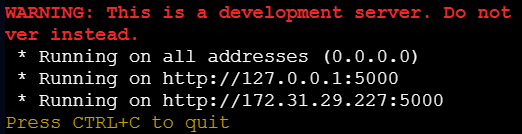 WARNING: This is a development server. Do not
ver instead.
 * Running on all addresses (0.0.0.0)
 * Running on http://127.0.0.1:5000
 * Running on http://172.31.29.227:5000
Press CTRL+C to quit